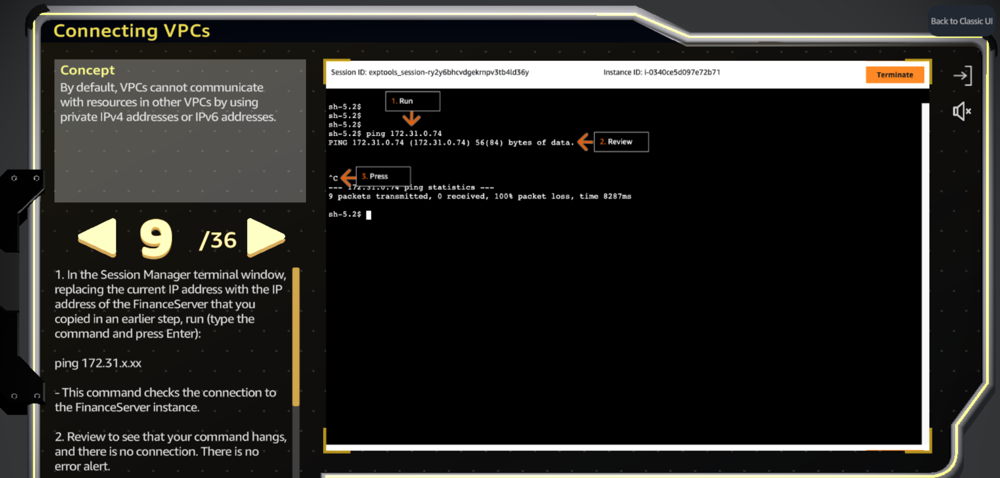 Connecting VPCs
Back to Classic UI
Concept
By default, VPCs cannot communicate
with resources in other VPCs by using
private IPv4 addresses or IPv6 addresses.
9 /36
1. In the Session Manager terminal window,
replacing the current IP address with the IP
address of the FinanceServer that you
copied in an earlier step, run (type the
command and press Enter):
ping 172.31.x.xx
- This command checks the connection to
the FinanceServer instance.
2. Review to see that your command hangs,
and there is no connection. There is no
error alert.
Session ID: exptools_session-ry2y6bhcvdgekrnpv3tb4ld36y
Instance ID: i-0340ce5d097e72b71
Terminate
1. Run
sh-5.2$
sh-5.2$
sh-5.2$
sh-5.2$ ping 172.31.0.74
PING 172.31.0.74 (172.31.0.74) 56(84) bytes of data.
2. Review
^C
3. Press
--- 172.31.0.74 ping statistics ---
9 packets transmitted, 0 received, 100% packet loss, time 8287ms
sh-5.2$